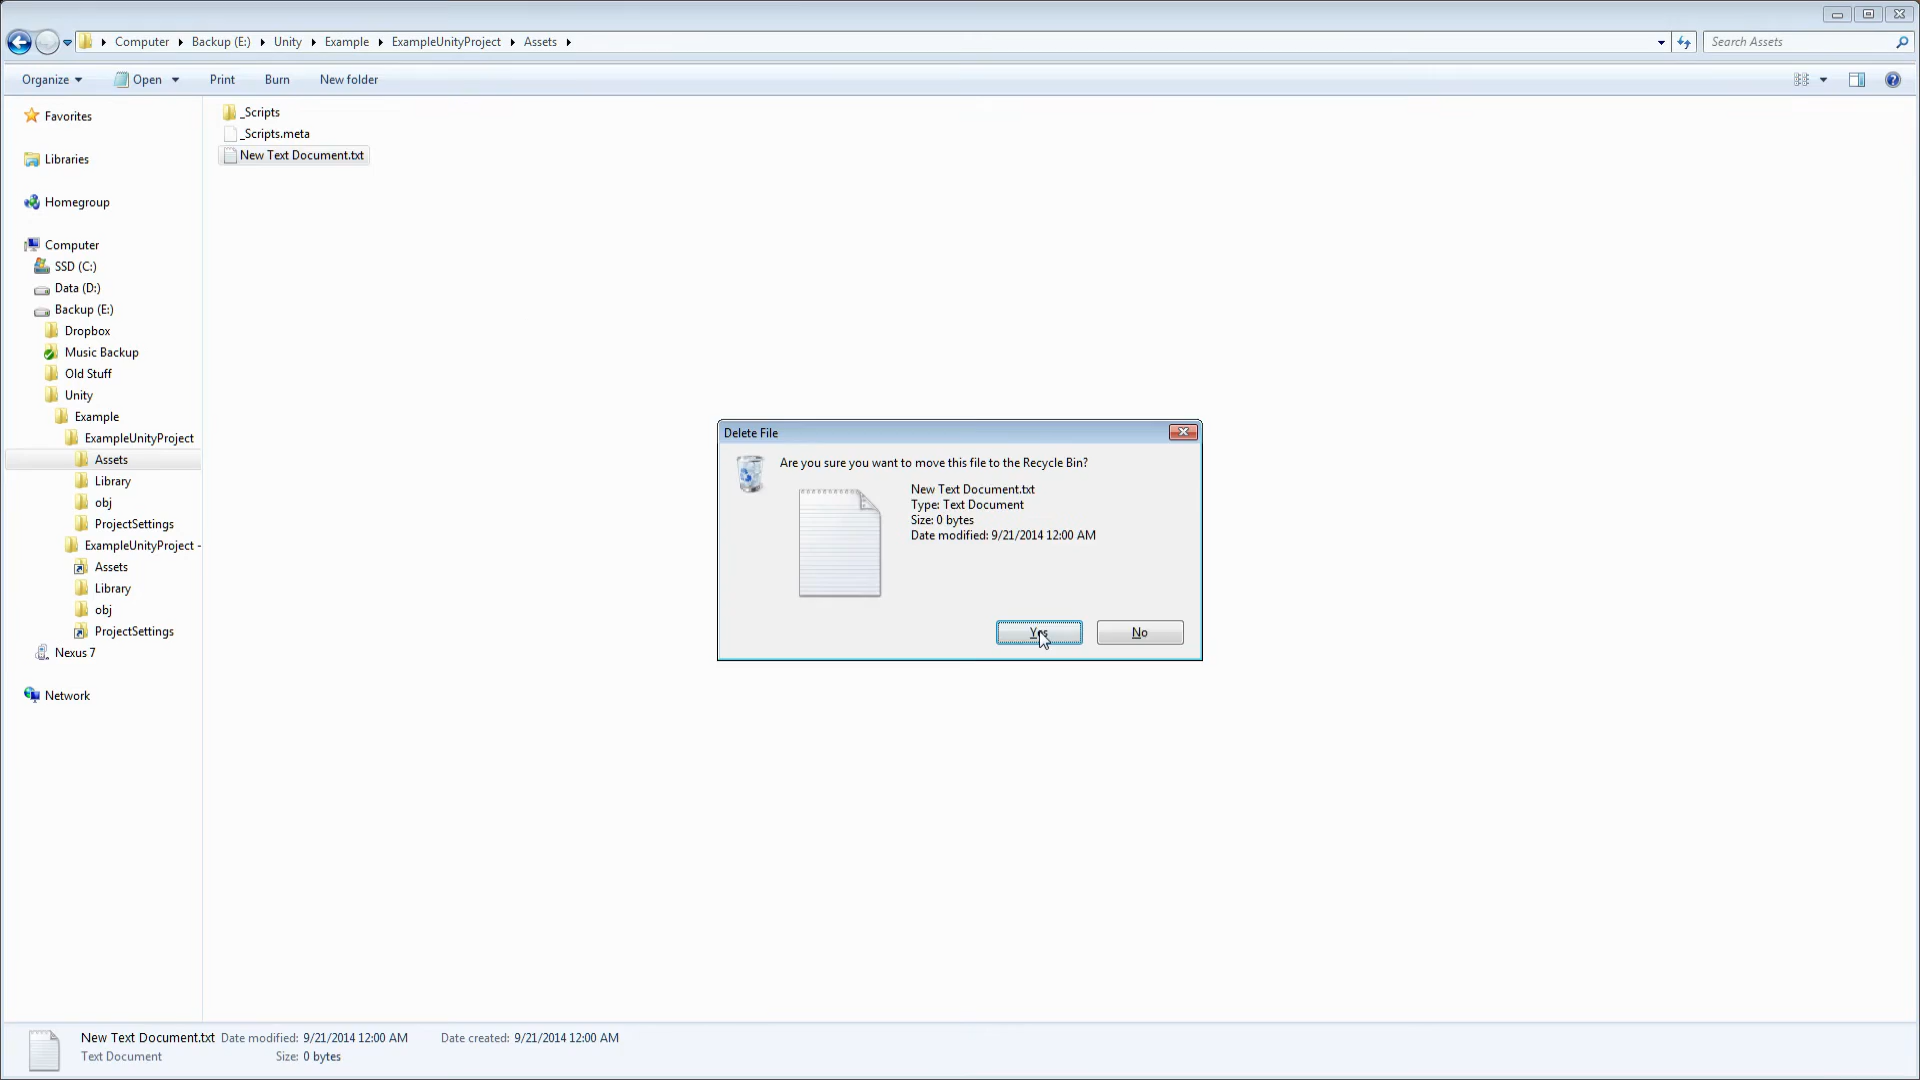 Computer Backup (E:) Unity Example ExampleUnityProject Assets
Search Assets
Organize Open Print Burn New folder
Favorites
Libraries
Homegroup
Computer
SSD (C:)
Data (D:)
Backup (E:)
Dropbox
Music Backup
Old Stuff
Unity
Example
ExampleUnityProject
Assets
Library
obj
ProjectSettings
ExampleUnityProject -
Assets
Library
obj
ProjectSettings
Nexus 7
Network
_Scripts
_Scripts.meta
New Text Document.txt
Delete File
Are you sure you want to move this file to the Recycle Bin?
New Text Document.txt
Type: Text Document
Size: 0 bytes
Date modified: 9/21/2014 12:00 AM
Yes No
New Text Document.txt Date modified: 9/21/2014 12:00 AM Date created: 9/21/2014 12:00 AM
Text Document Size: 0 bytes